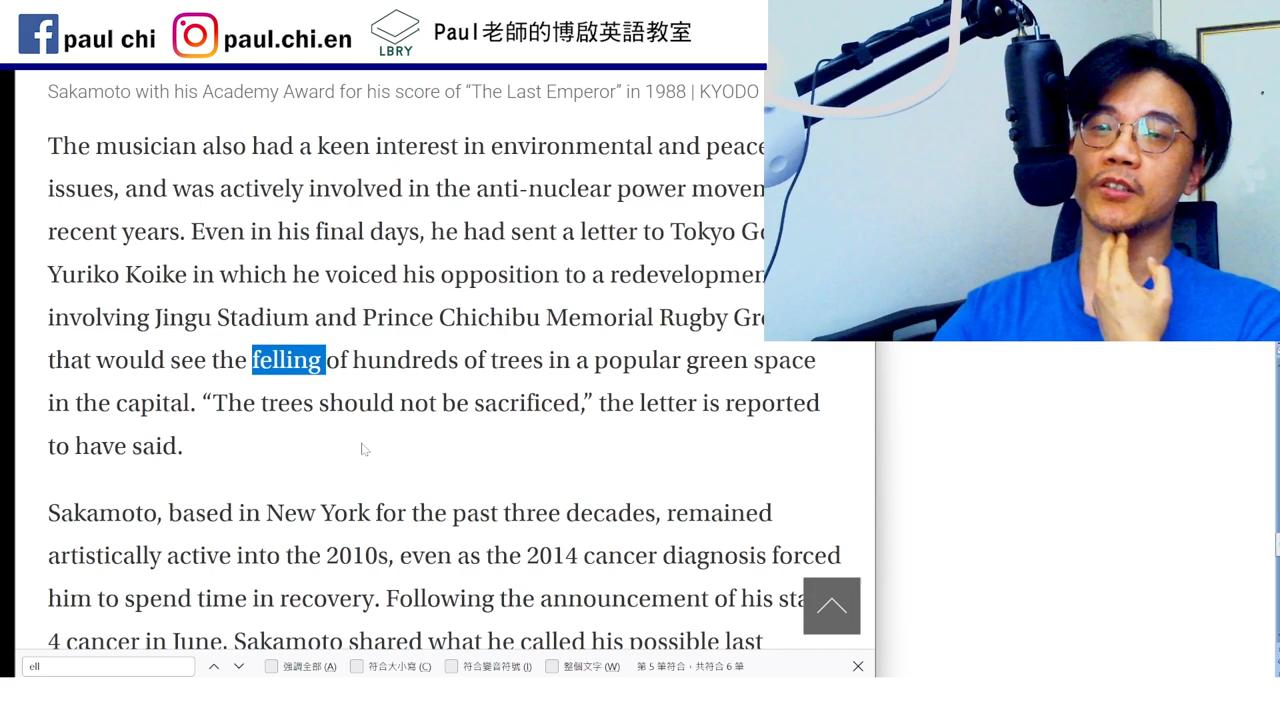 paul chi
paul.chi.en
LBRY
Paul老師的博啟英語教室
Sakamoto with his Academy Award for his score of “The Last Emperor” in 1988 | KYODO
The musician also had a keen interest in environmental and peace
issues, and was actively involved in the anti-nuclear power movem
recent years. Even in his final days, he had sent a letter to Tokyo Go
Yuriko Koike in which he voiced his opposition to a redevelopmen
involving Jingu Stadium and Prince Chichibu Memorial Rugby Gr
that would see the felling of hundreds of trees in a popular green space
in the capital. “The trees should not be sacrificed,” the letter is reported
to have said.
Sakamoto, based in New York for the past three decades, remained
artistically active into the 2010s, even as the 2014 cancer diagnosis forced
him to spend time in recovery. Following the announcement of his sta
4 cancer in June, Sakamoto shared what he called his possible last
ell
強調全部 (A)
符合大小寫 (C)
符合變音符號 (I)
整個文字 (W)
第 5 筆符合，共符合 6 筆